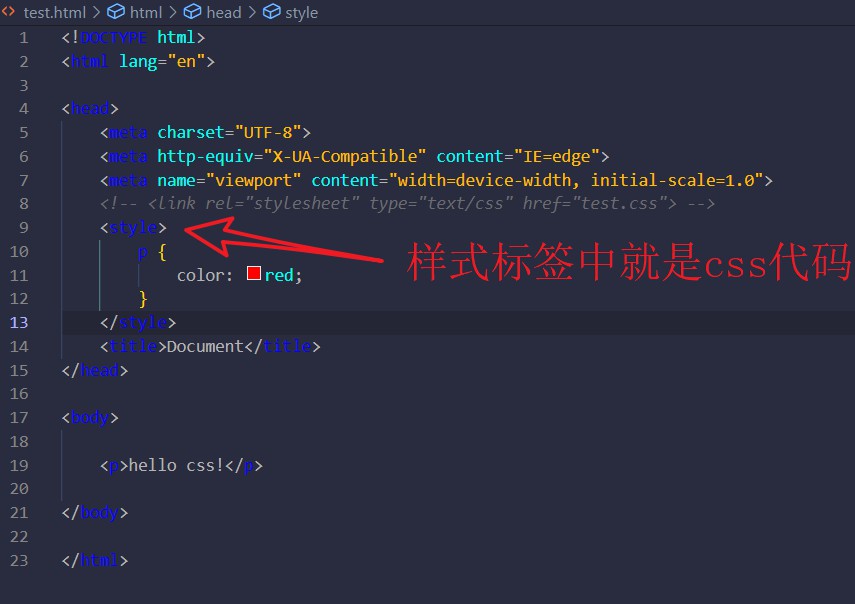 test.html > html > head > style
1 <!DOCTYPE html>
2 <html lang="en">
3
4 <head>
5 <meta charset="UTF-8">
6 <meta http-equiv="X-UA-Compatible" content="IE=edge">
7 <meta name="viewport" content="width=device-width, initial-scale=1.0">
8 <!-- <link rel="stylesheet" type="text/css" href="test.css"> -->
9 <style>
10 p {
11 color: red;
12 }
13 </style>
14 <title>Document</title>
15 </head>
16
17 <body>
18
19 <p>hello css!</p>
20
21 </body>
22
23 </html>
样式标签中就是css代码